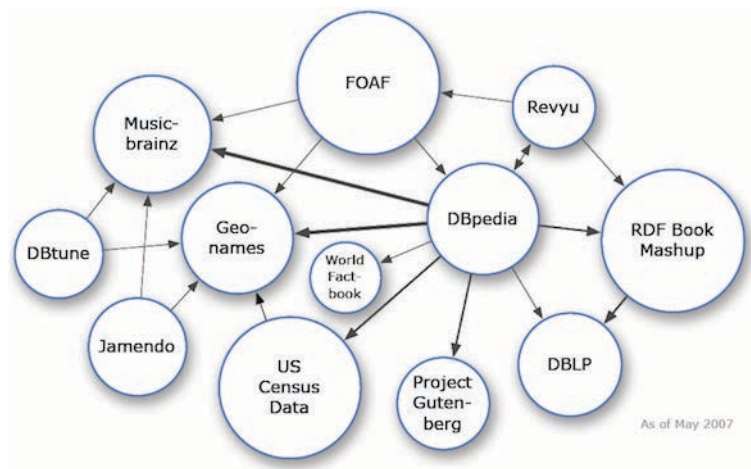 FOAF
Revyu
Music-
brainz
DBpedia
RDF Book
Mashup
Geo-
names
DBtune
World
Fact-
book
Jamendo
US
Census
Data
Project
Guten-
berg
DBLP
As of May 2007